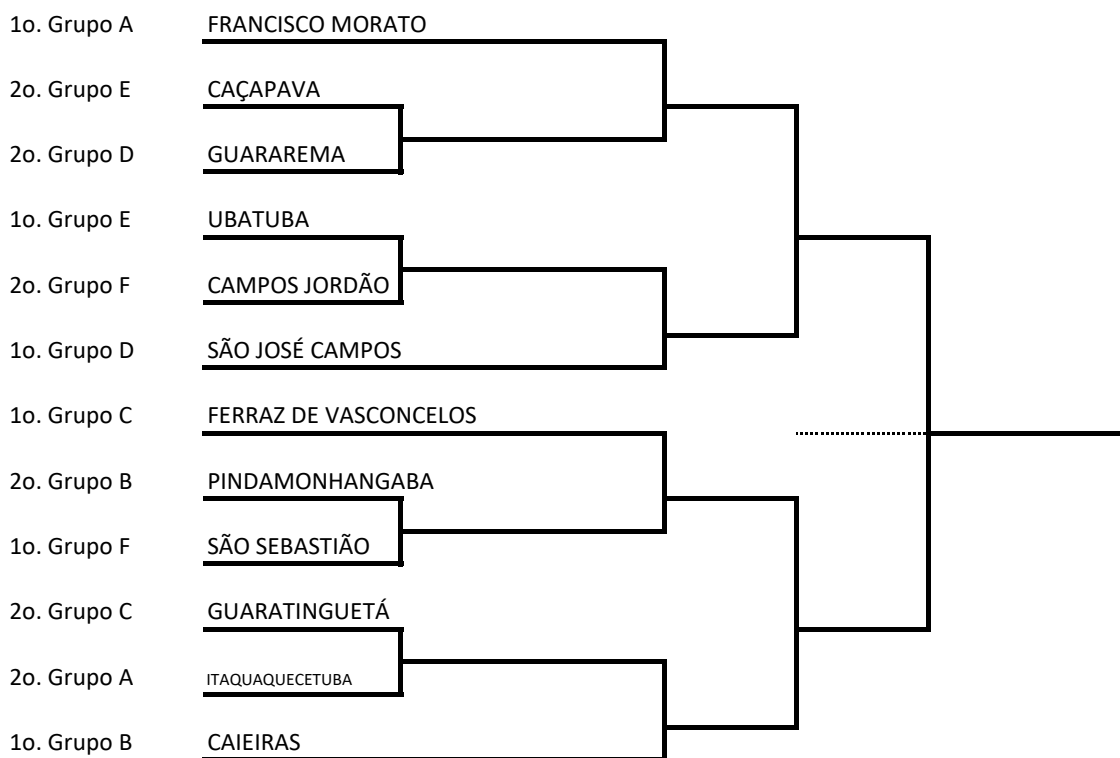 1o. Grupo A FRANCISCO MORATO
2o. Grupo E CAÇAPAVA
2o. Grupo D GUARAREMA
1o. Grupo E UBATUBA
2o. Grupo F CAMPOS JORDÃO
1o. Grupo D SÃO JOSÉ CAMPOS
1o. Grupo C FERRAZ DE VASCONCELOS
2o. Grupo B PINDAMONHANGABA
1o. Grupo F SÃO SEBASTIÃO
2o. Grupo C GUARATINGUETÁ
2o. Grupo A ITAQUAQUECETUBA
1o. Grupo B CAIEIRAS